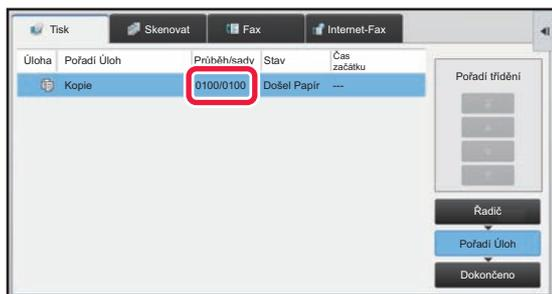 Tisk
Skenovat
Fax
Internet-Fax
Úloha Pořadí Úloh Průběh/sady Stav Čas začátku
Kopie 0100/0100 Došel Papír ---
Pořadí třídění
Řadič
Pořadí Úloh
Dokončeno